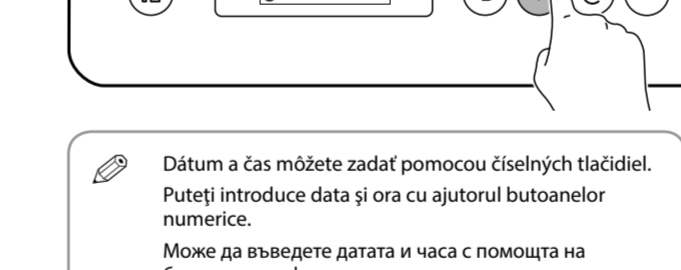 Dátum a čas môžete zadať pomocou číselných tlačidiel.
Puteţi introduce data şi ora cu ajutorul butoanelor
numerice.
Може да въведете датата и часа с помощта на